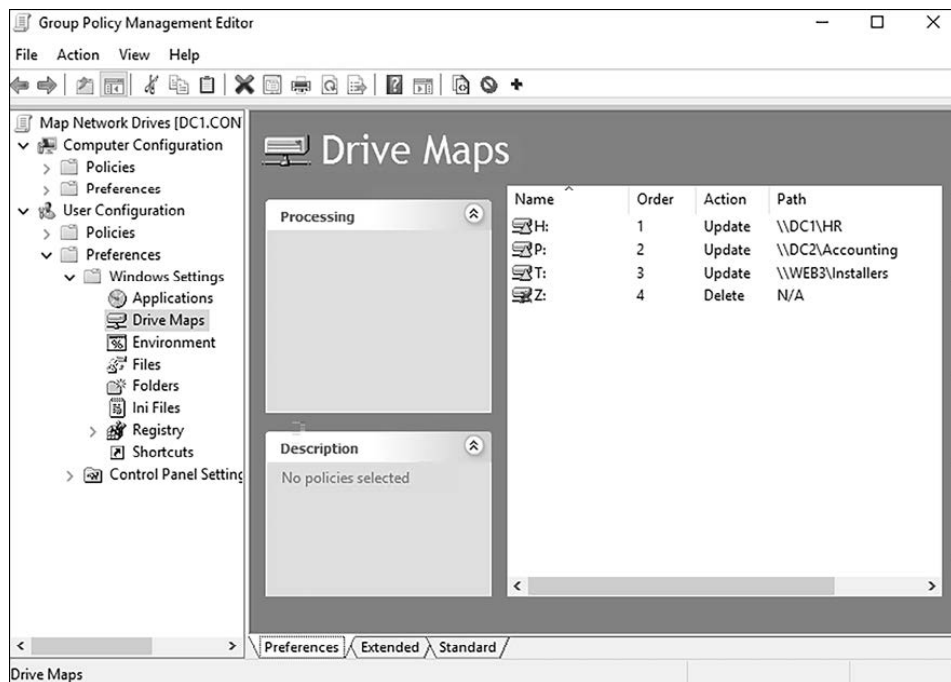 Group Policy Management Editor
File Action View Help
Map Network Drives [DC1.CON
Computer Configuration
Policies
Preferences
User Configuration
Policies
Preferences
Windows Settings
Applications
Drive Maps
Environment
Files
Folders
Ini Files
Registry
Shortcuts
Control Panel Setting
Drive Maps
Processing
Description
No policies selected
Name Order Action Path
H: 1 Update \\DC1\HR
P: 2 Update \\DC2\Accounting
T: 3 Update \\WEB3\Installers
Z: 4 Delete N/A
Preferences Extended Standard
Drive Maps